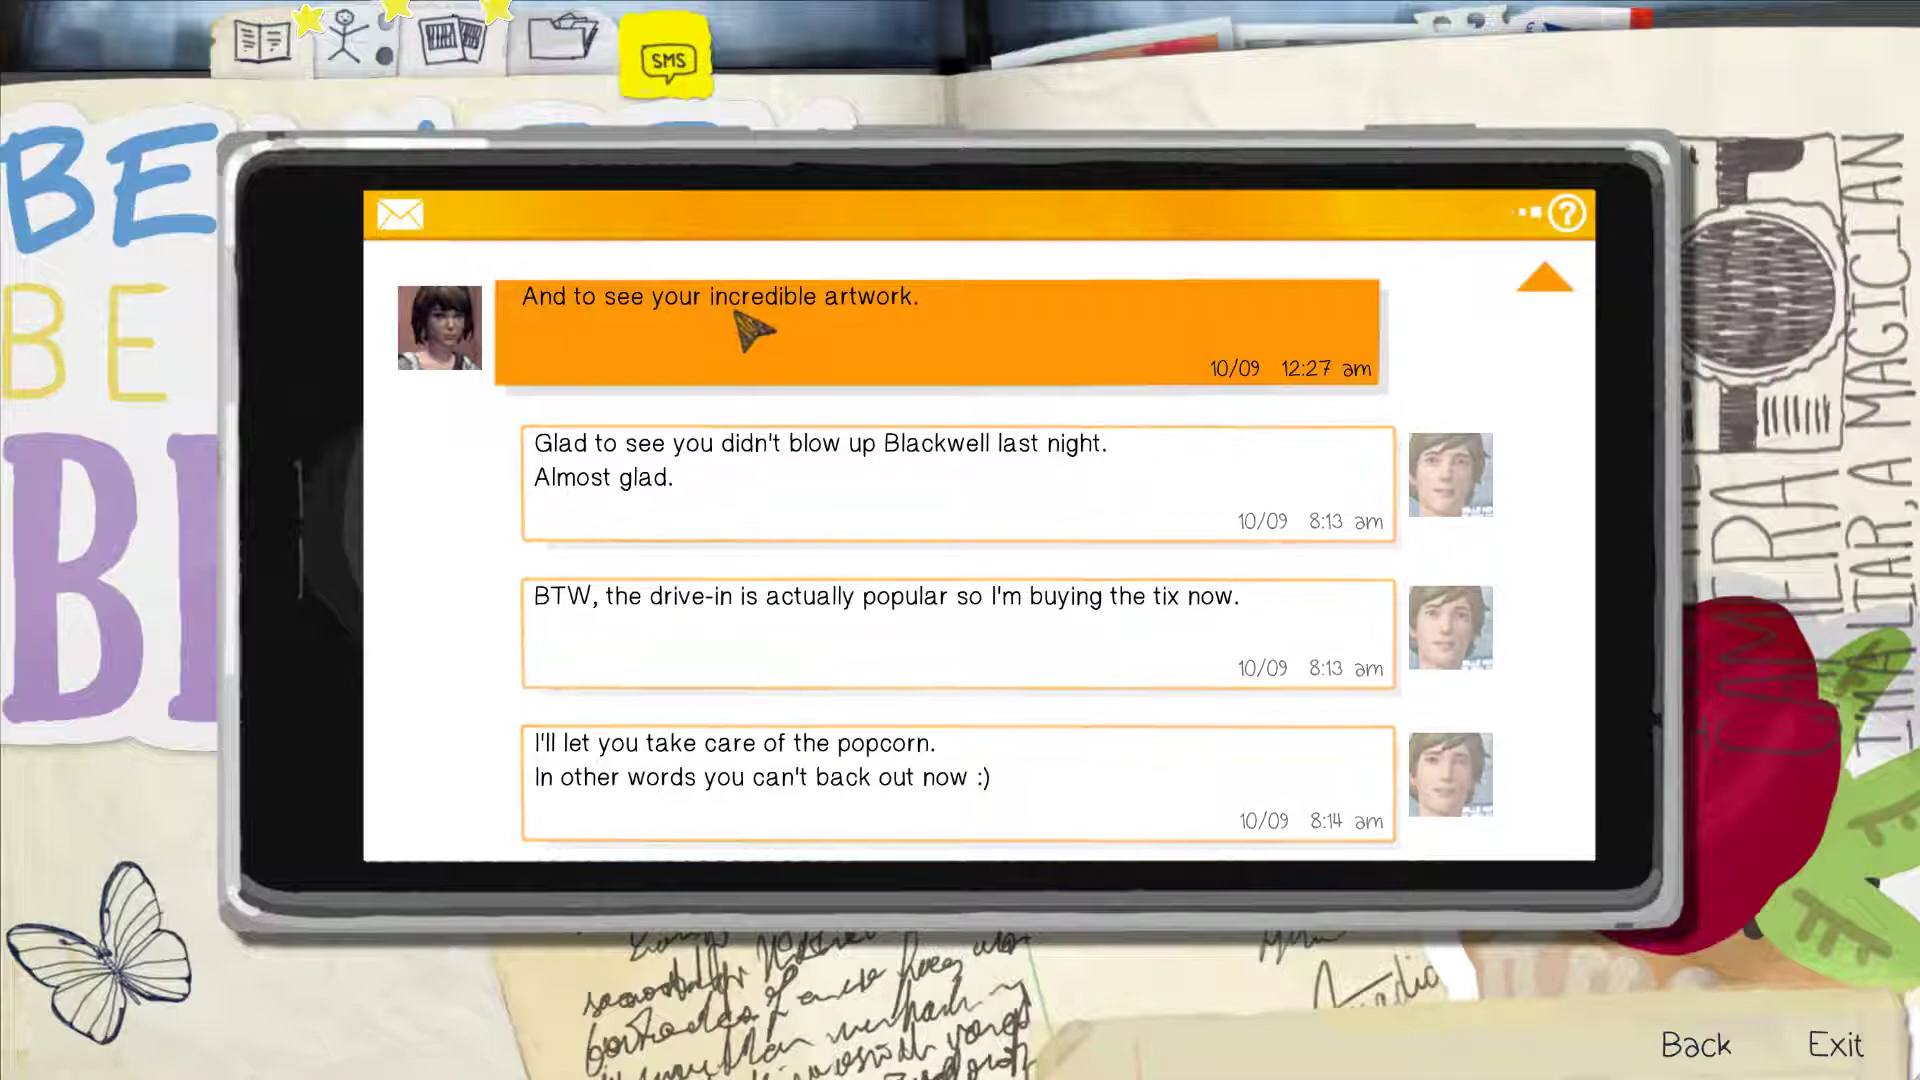 SMS
BE
BE
And to see your incredible artwork.
10/09 12:27 am
Glad to see you didn't blow up Blackwell last night.
Almost glad.
10/09 8:13 am
BTW, the drive-in is actually popular so I'm buying the tix now.
10/09 8:13 am
I'll let you take care of the popcorn.
In other words you can't back out now :)
10/09 8:14 am
LIAR, A MAGICIAN
Back
Exit